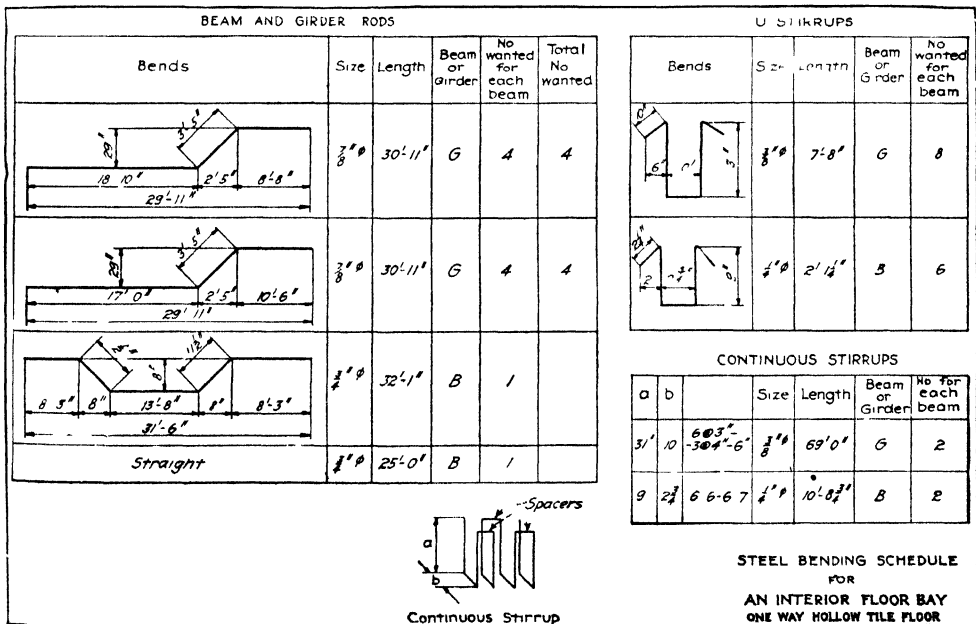 BEAM AND GIRDER RODS
Bends Size Length Beam or Girder No wanted for each beam Total No wanted
29" 3'-5"
18 10" 2'5" 8'-8"
29'-11"
7/8"φ 30'-11" G 4 4
29" 3'-5"
17'0" 2'5" 10'-6"
29' 11"
7/8"φ 30'-11" G 4 4
8" 11½"
8 3" 8" 13'-8" 8" 8'-3"
31'-6"
¾"φ 32'-1" B 1
Straight ¾"φ 25'-0" B 1
a b
Spacers
Continuous Stirrup
U STIRRUPS
Bends Size Length Beam or Girder No wanted for each beam
10" 6"
⅜"φ 7'-8" G 8
2
¼"φ 2' 1¼" B 6
CONTINUOUS STIRRUPS
a b Size Length Beam or Girder No for each beam
31" 10 6@3"--3@4"-6" ⅜"φ 69'0" G 2
9 2¾ 6 6-6 7 ¼"φ 10'-8¾" B 2
STEEL BENDING SCHEDULE
FOR
AN INTERIOR FLOOR BAY
ONE WAY HOLLOW TILE FLOOR